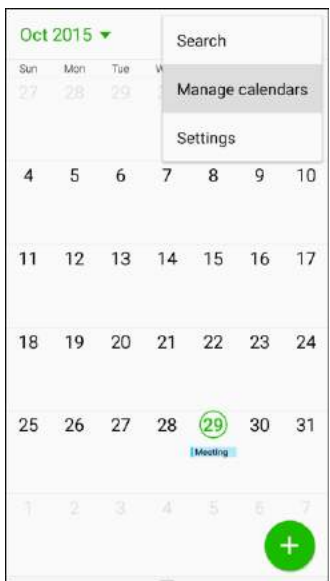 Oct 2015
Search
Sun Mon Tue W
Manage calendars
27 28 29
Settings
4 5 6 7 8 9 10
11 12 13 14 15 16 17
18 19 20 21 22 23 24
25 26 27 28 29 30 31
Meeting
1 2 3 4 5 6 7
+